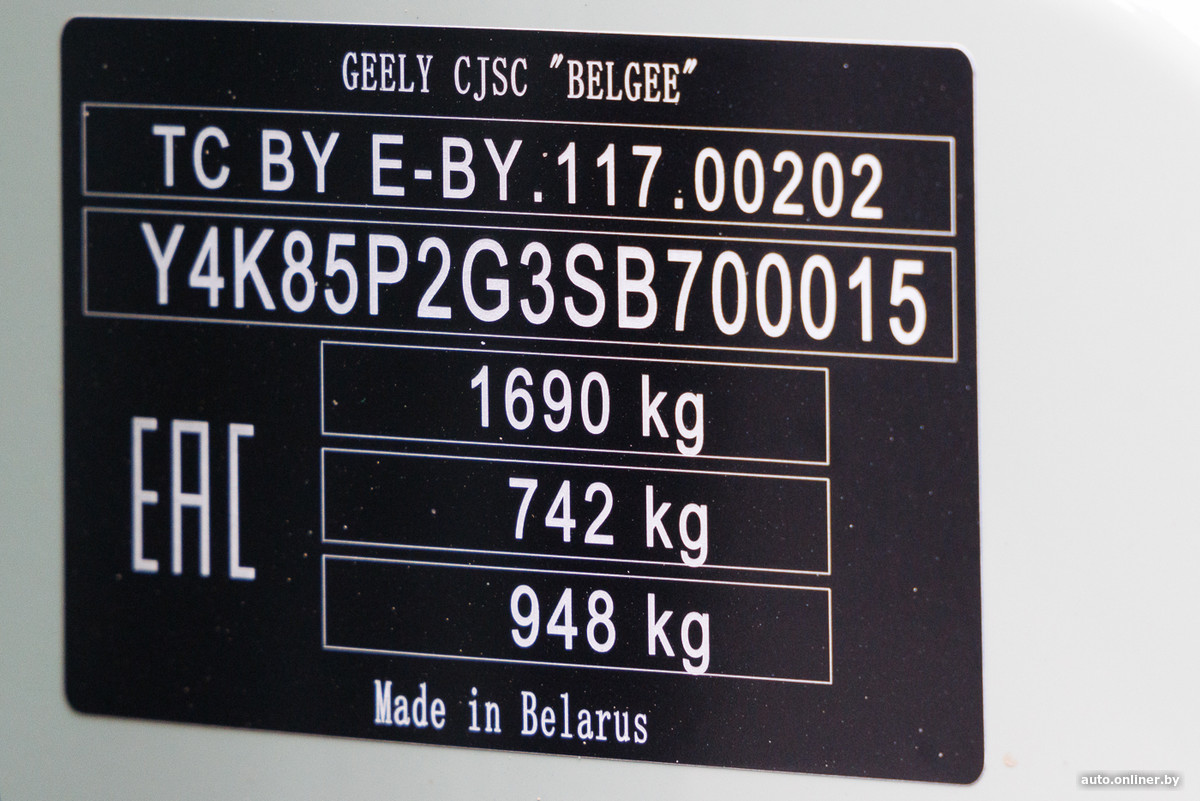 GEELY CJSC "BELGEE"
TC BY E-BY.117.00202
Y4K85P2G3SB700015
1690 kg
EAC
742 kg
948 kg
Made in Belarus
auto.onliner.by